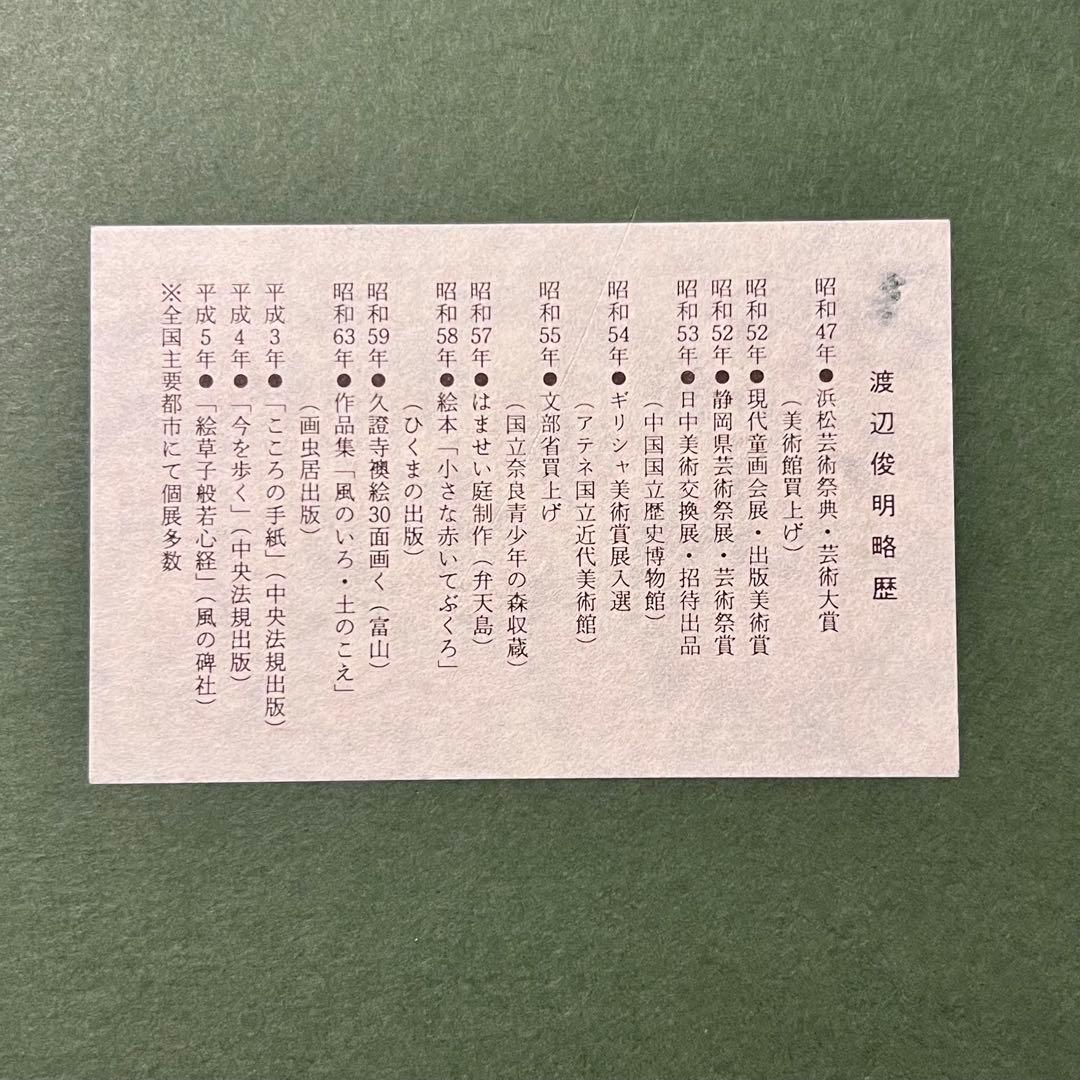 渡辺俊明略歴
昭和47年●浜松芸術祭典・芸術大賞
（美術館買上げ）
昭和52年●現代童画会展・出版美術賞
昭和52年●静岡県芸術祭展・芸術祭賞
昭和53年●日中美術交換展・招待出品
（中国国立歴史博物館）
昭和54年●ギリシャ美術賞展入選
（アテネ国立近代美術館）
昭和55年●文部省買上げ
（国立奈良青少年の森収蔵）
昭和57年●はませい庭制作（弁天島）
昭和58年●絵本「小さな赤いてぶくろ」
（ひくまの出版）
昭和59年●久證寺襖絵30面画く（富山）
昭和63年●作品集「風のいろ・土のこえ」
（画虫居出版）
平成3年●「こころの手紙」（中央法規出版）
平成4年●「今を歩く」（中央法規出版）
平成5年●「絵草子般若心経」（風の碑社）
※全国主要都市にて個展多数